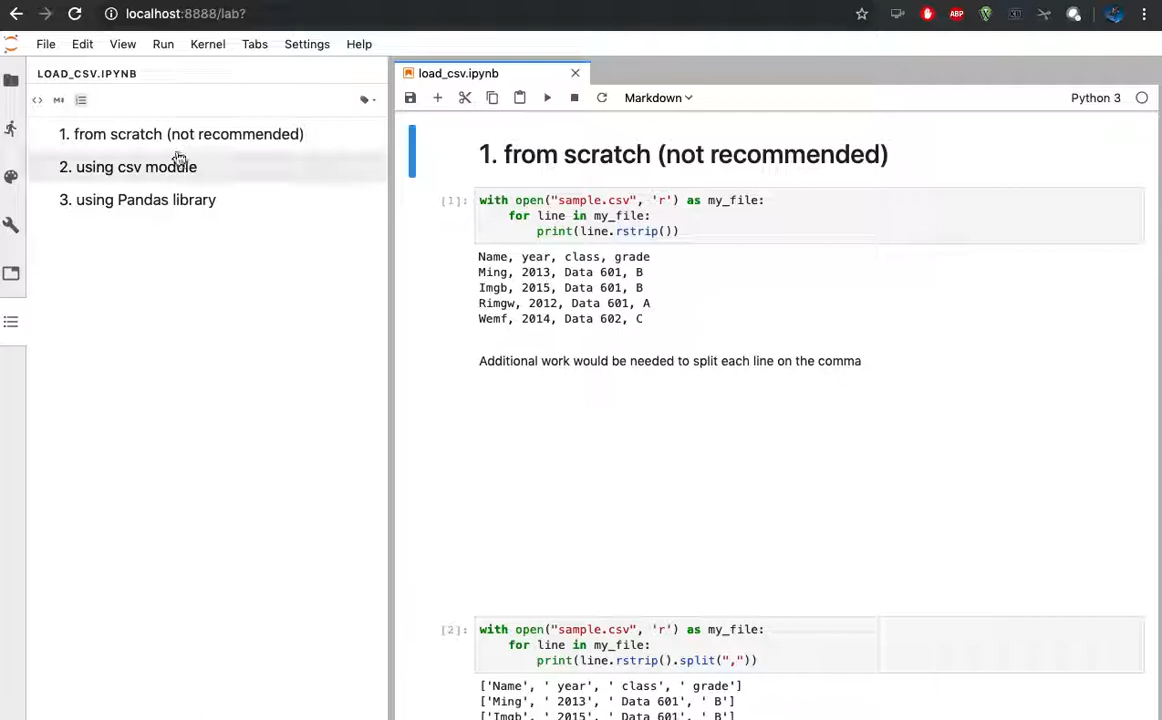 localhost:8888/lab?
ABP
File Edit View Run Kernel Tabs Settings Help
LOAD_CSV.IPYNB
load_csv.ipynb
Markdown
Python 3
1. from scratch (not recommended)
2. using csv module
3. using Pandas library
1. from scratch (not recommended)
[1]: with open("sample.csv", 'r') as my_file:
for line in my_file:
print(line.rstrip())
Name, year, class, grade
Ming, 2013, Data 601, B
Imgb, 2015, Data 601, B
Rimgw, 2012, Data 601, A
Wemf, 2014, Data 602, C
Additional work would be needed to split each line on the comma
[2]: with open("sample.csv", 'r') as my_file:
for line in my_file:
print(line.rstrip().split(","))
['Name', ' year', ' class', ' grade']
['Ming', ' 2013', ' Data 601', ' B']
['Imgb', ' 2015', ' Data 601', ' B']